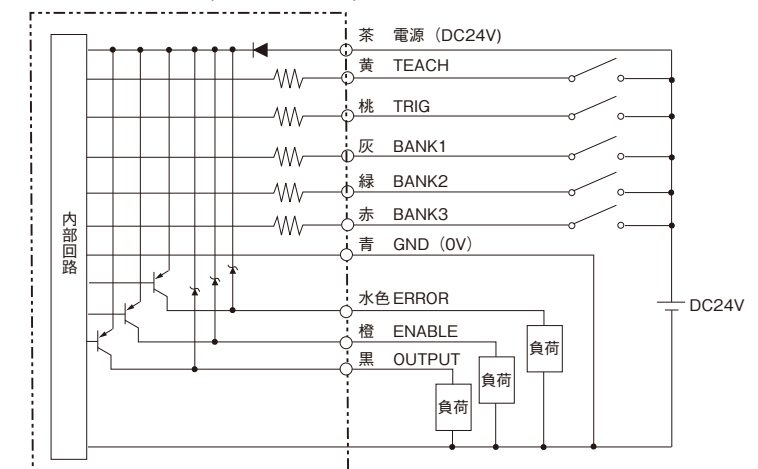 茶 電源（DC24V)
黄 TEACH
桃 TRIG
灰 BANK1
緑 BANK2
赤 BANK3
青 GND（0V）
内部回路
水色 ERROR
DC24V
橙 ENABLE
黒 OUTPUT
負荷
負荷
負荷